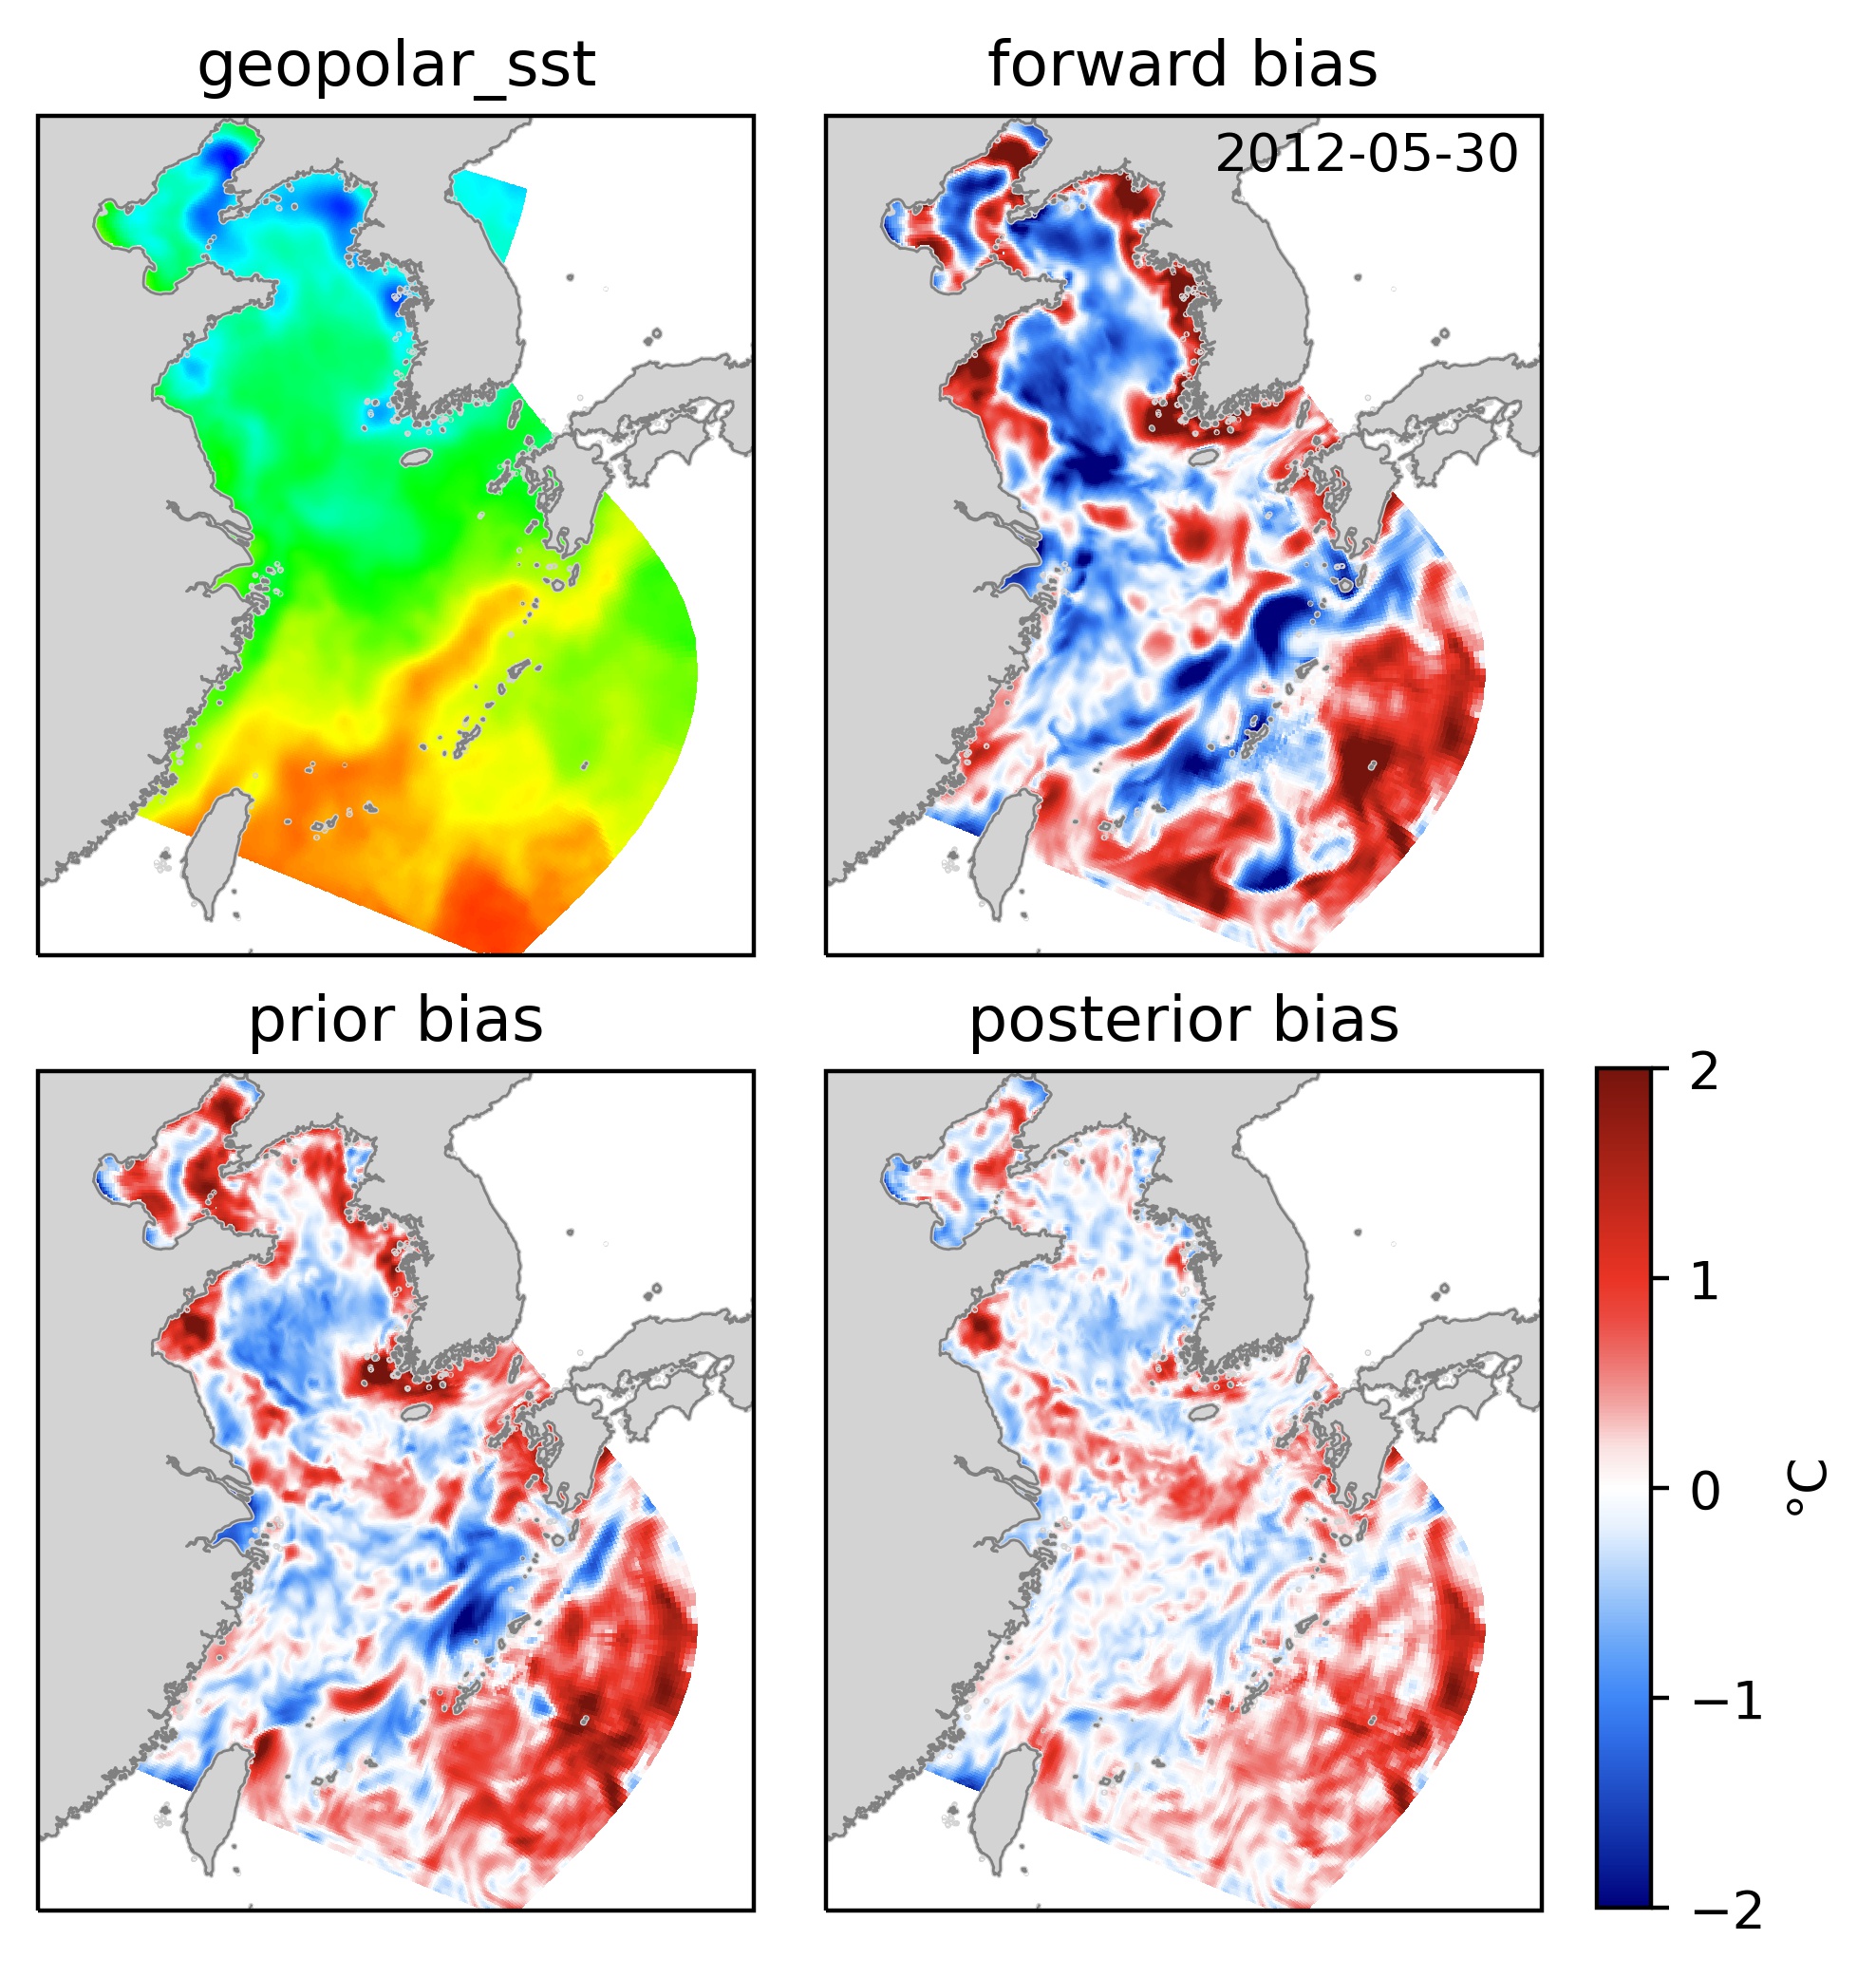 geopolar_sst
forward bias
2012-05-30
prior bias
posterior bias
2
1
0
−1
−2
°C